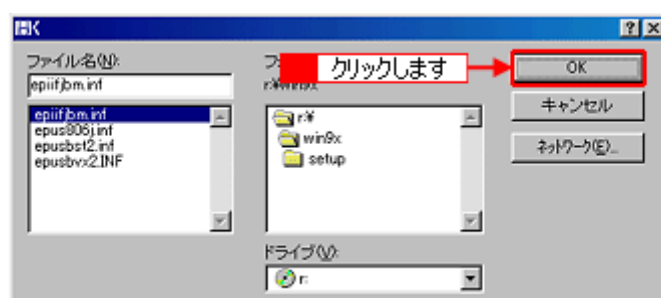 開く
ファイル名(N):
epiifjbm.inf
epiifjbm.inf
epus806j.inf
epusbst2.inf
epusbvx2.INF
クリックします
r:¥win9x
r:¥
win9x
setup
ドライブ(V):
r:
OK
キャンセル
ネットワーク(E)...